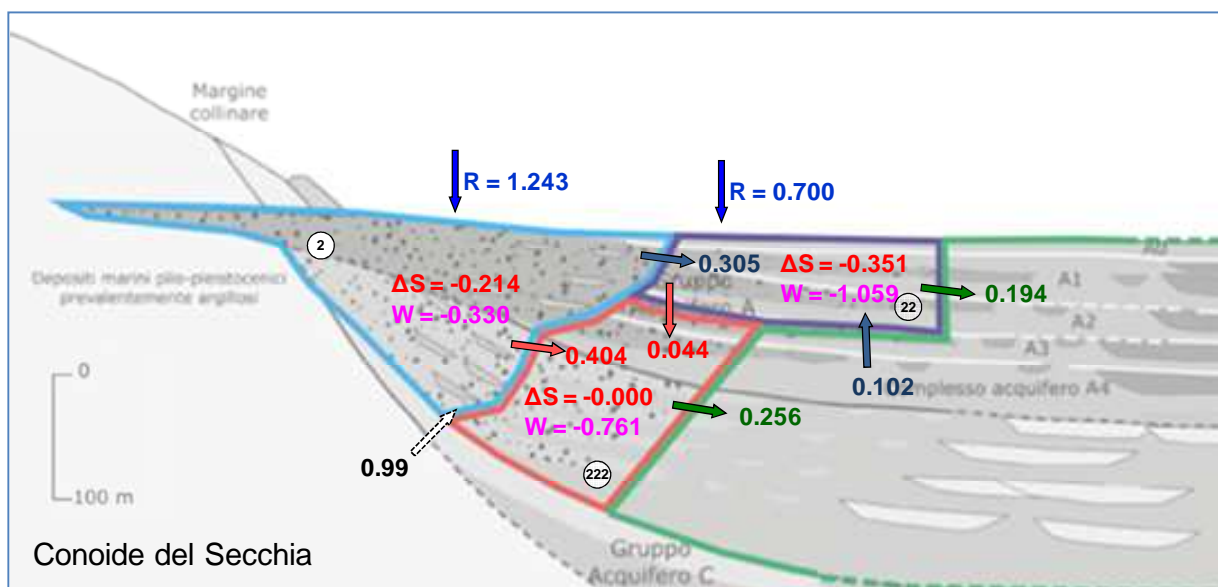 Margine
collinare
R = 1.243
R = 0.700
2
Depositi marini plio-pleistocenici
prevalentemente argillosi
ΔS = -0.214
W = -0.330
0.305
ΔS = -0.351
W = -1.059
22
0.194
A1
A2
A3
0.404
0.044
0.102
acquifero A4
ΔS = -0.000
W = -0.761
0.256
0
0.99
222
100 m
Conoide del Secchia
Gruppo
Acquifero C